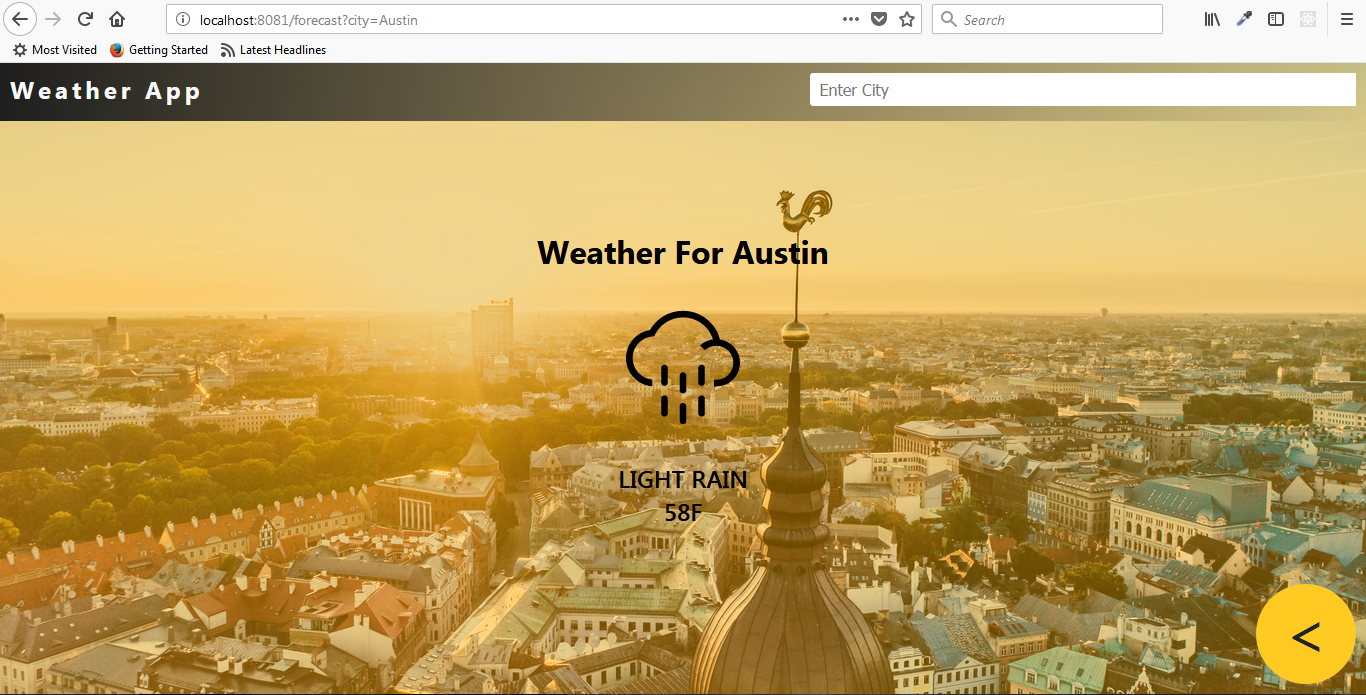 localhost:8081/forecast?city=Austin
Search
Most Visited
Getting Started
Latest Headlines
Weather App
Enter City
Weather For Austin
LIGHT RAIN
58F
<